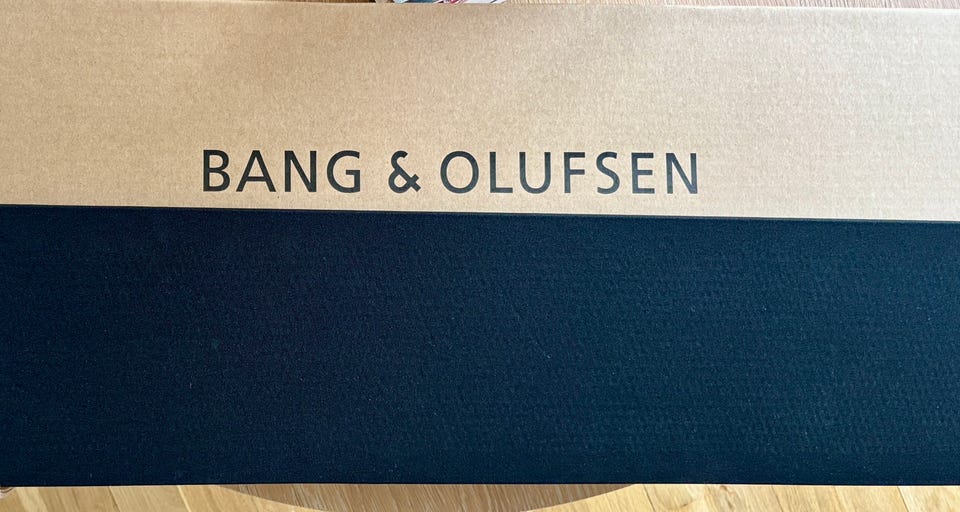 BANG & OLUFSEN